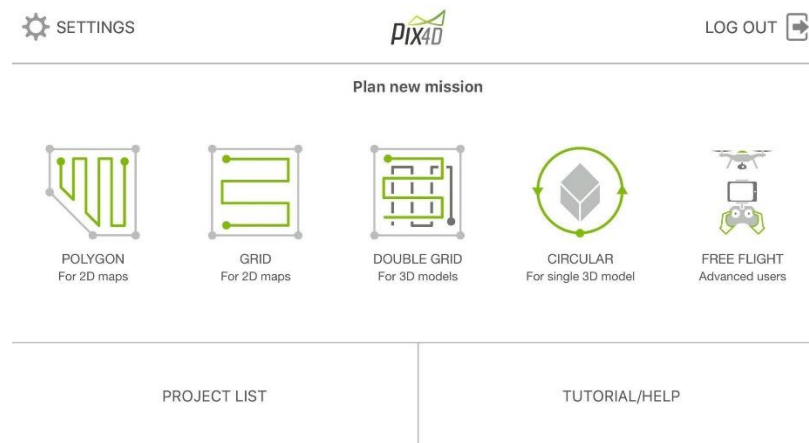 SETTINGS
PIX4D
LOG OUT
Plan new mission
POLYGON
For 2D maps
GRID
For 2D maps
DOUBLE GRID
For 3D models
CIRCULAR
For single 3D model
FREE FLIGHT
Advanced users
PROJECT LIST
TUTORIAL/HELP